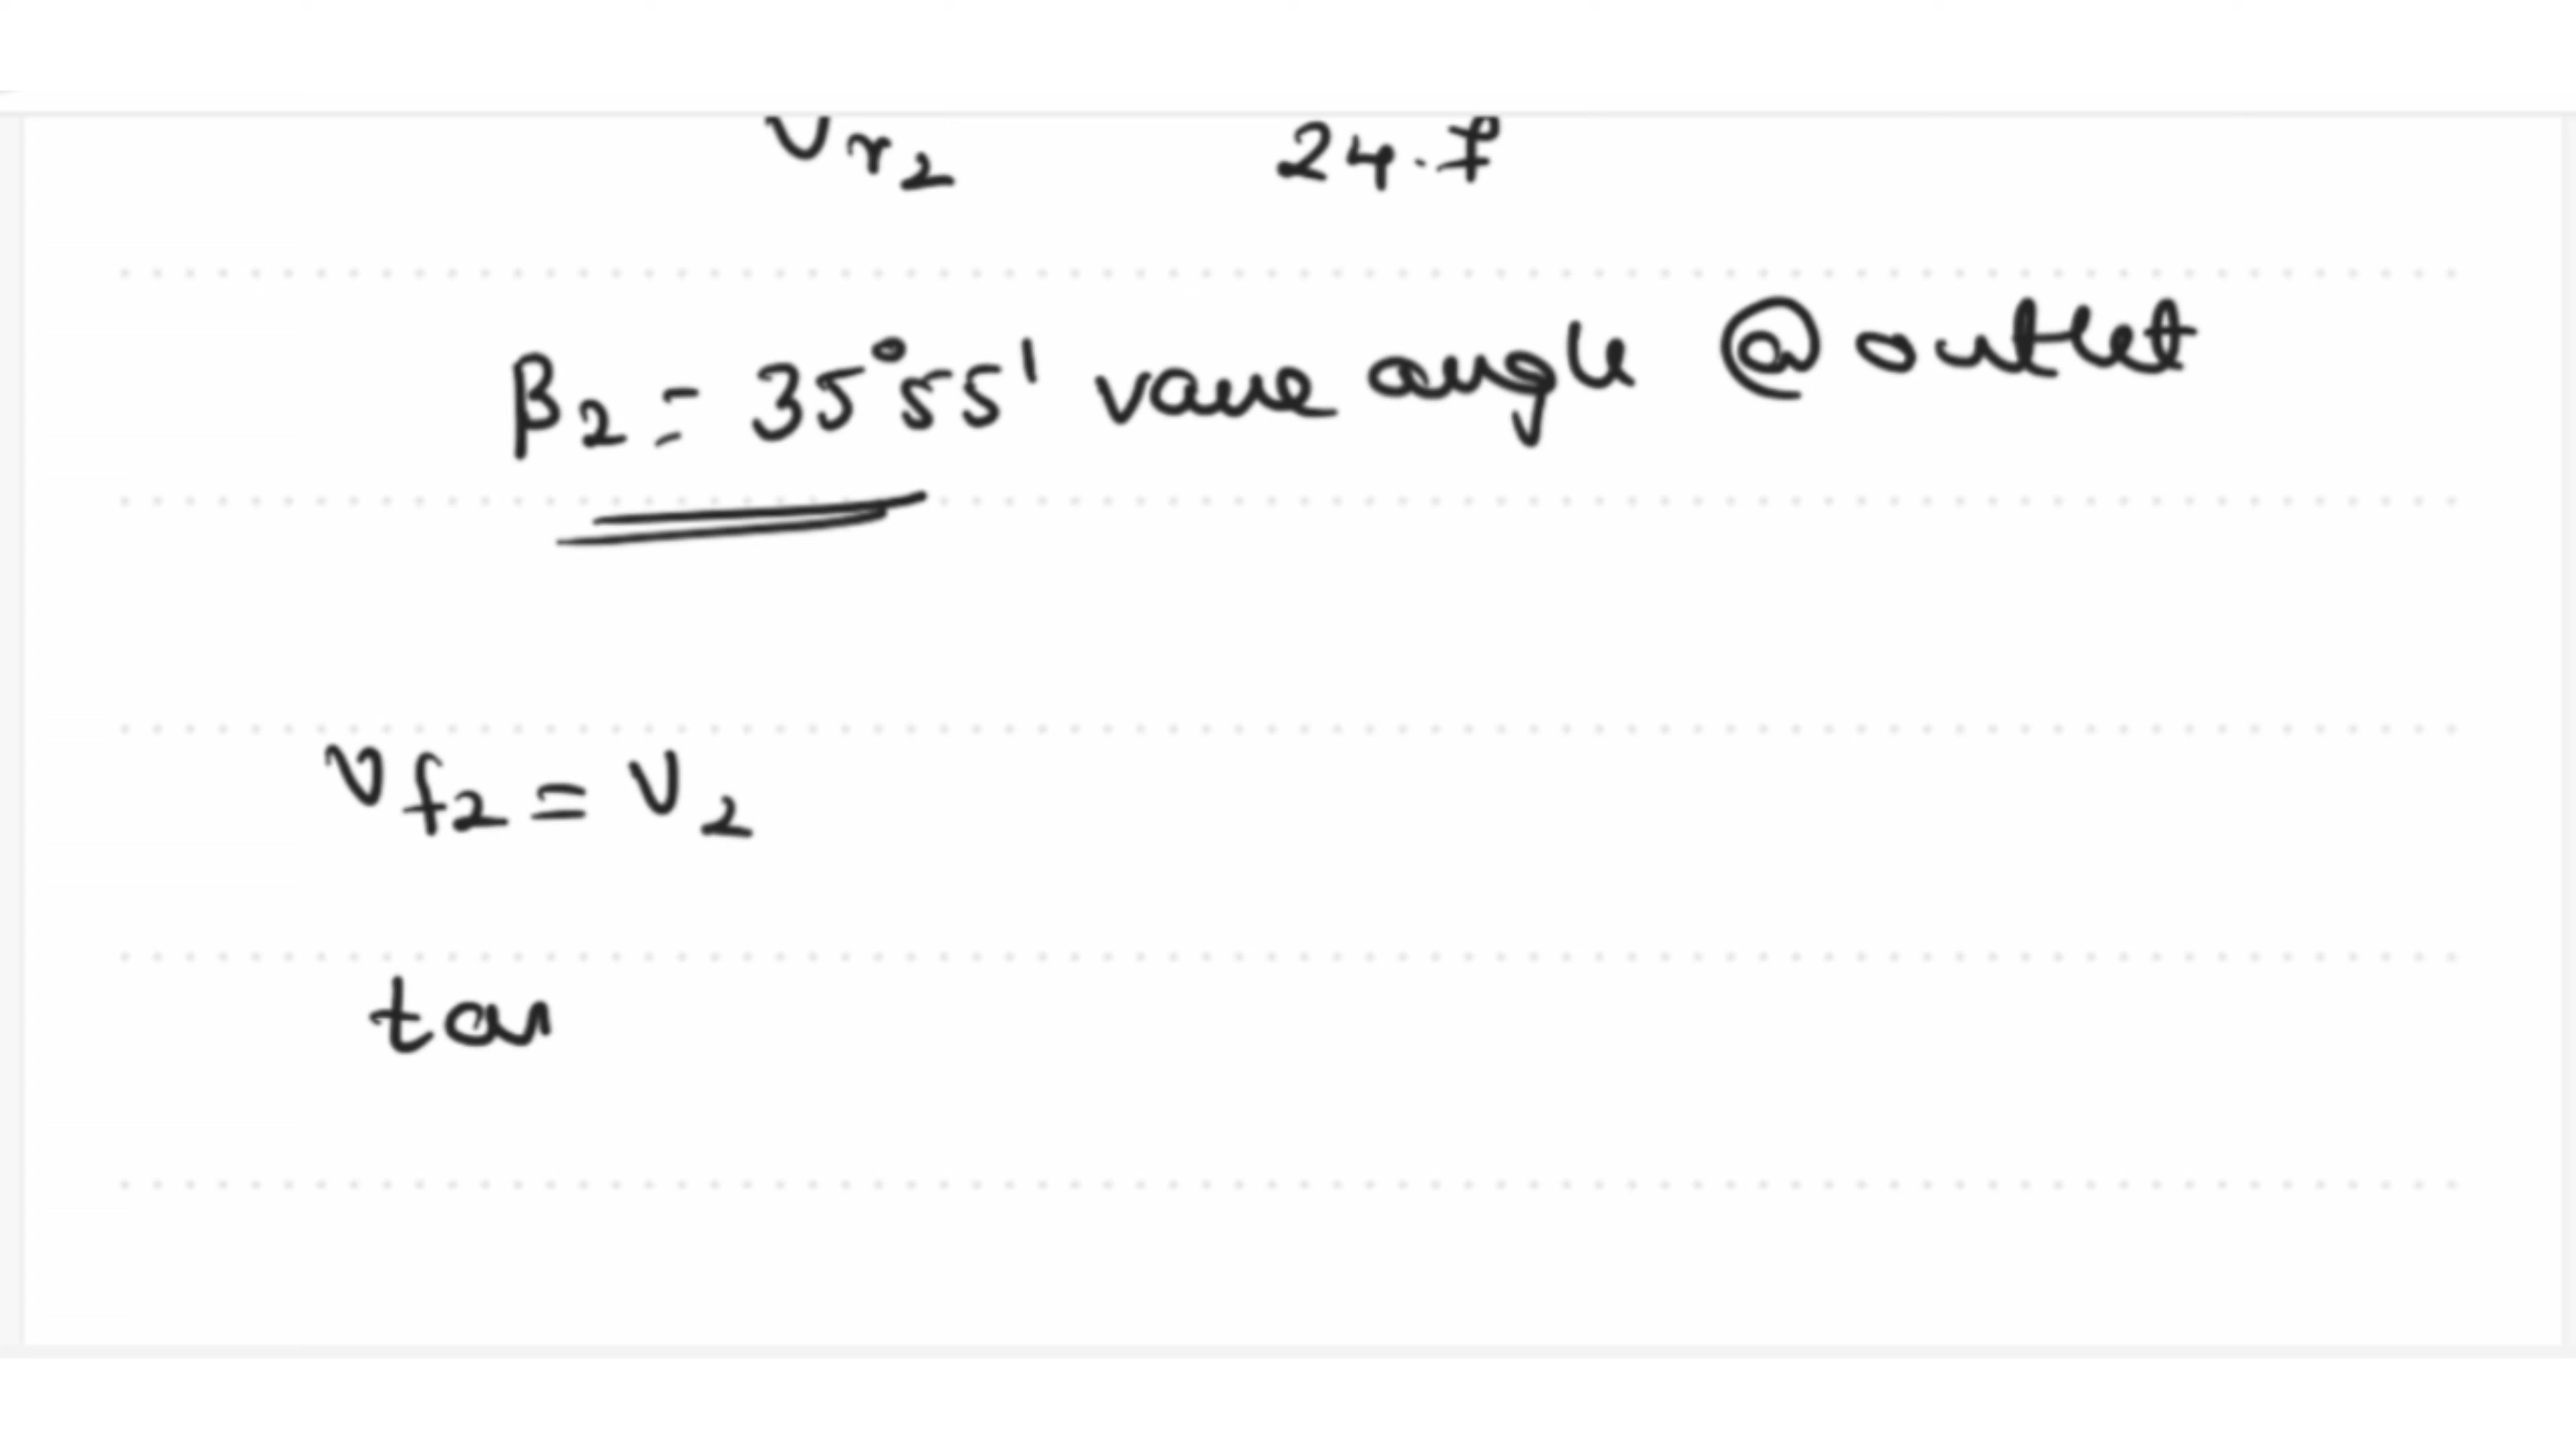 Vr₂ 24.7
β₂ = 35°55' vane angle @ outlet
Vf₂ = V₂
tan